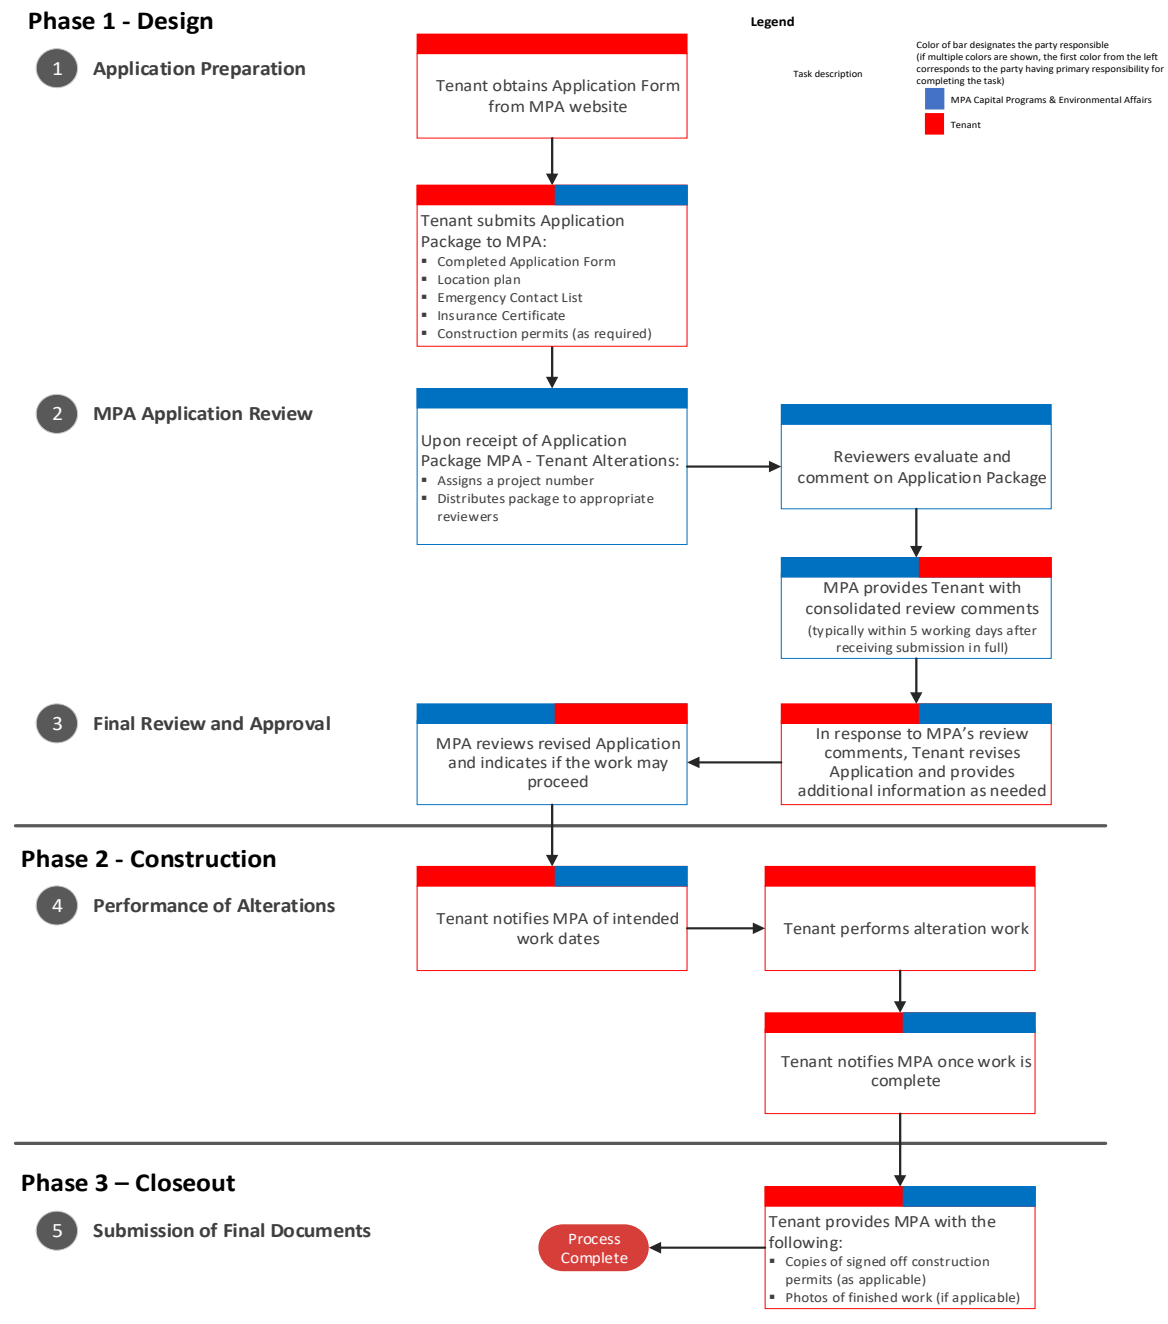 Phase 1 - Design
Legend
Color of bar designates the party responsible
(if multiple colors are shown, the first color from the left
corresponds to the party having primary responsibility for
completing the task)
Task description
MPA Capital Programs & Environmental Affairs
Tenant
1 Application Preparation
Tenant obtains Application Form
from MPA website
Tenant submits Application
Package to MPA:
▪ Completed Application Form
▪ Location plan
▪ Emergency Contact List
▪ Insurance Certificate
▪ Construction permits (as required)
2 MPA Application Review
Upon receipt of Application
Package MPA - Tenant Alterations:
▪ Assigns a project number
▪ Distributes package to appropriate
reviewers
Reviewers evaluate and
comment on Application Package
MPA provides Tenant with
consolidated review comments
(typically within 5 working days after
receiving submission in full)
3 Final Review and Approval
In response to MPA’s review
comments, Tenant revises
Application and provides
additional information as needed
MPA reviews revised Application
and indicates if the work may
proceed
Phase 2 - Construction
4 Performance of Alterations
Tenant notifies MPA of intended
work dates
Tenant performs alteration work
Tenant notifies MPA once work is
complete
Phase 3 – Closeout
5 Submission of Final Documents
Tenant provides MPA with the
following:
▪ Copies of signed off construction
permits (as applicable)
▪ Photos of finished work (if applicable)
Process
Complete